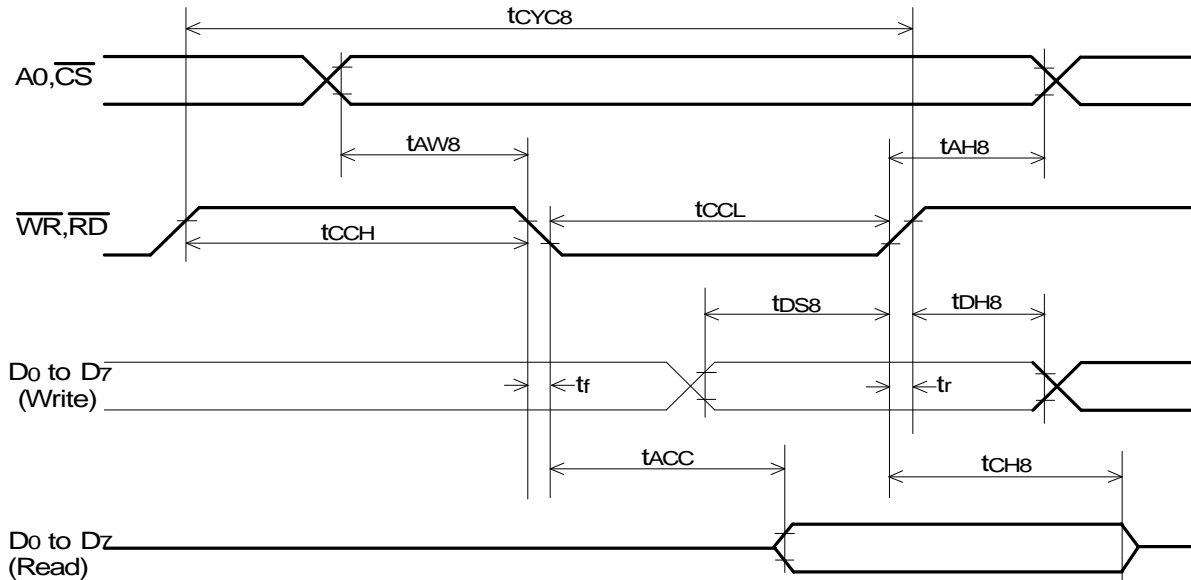 tCYC8
A0,CS
tAW8
tAH8
WR,RD
tCCL
tCCH
tDS8
tDH8
D0 to D7
(Write)
tf
tr
tACC
tCH8
D0 to D7
(Read)